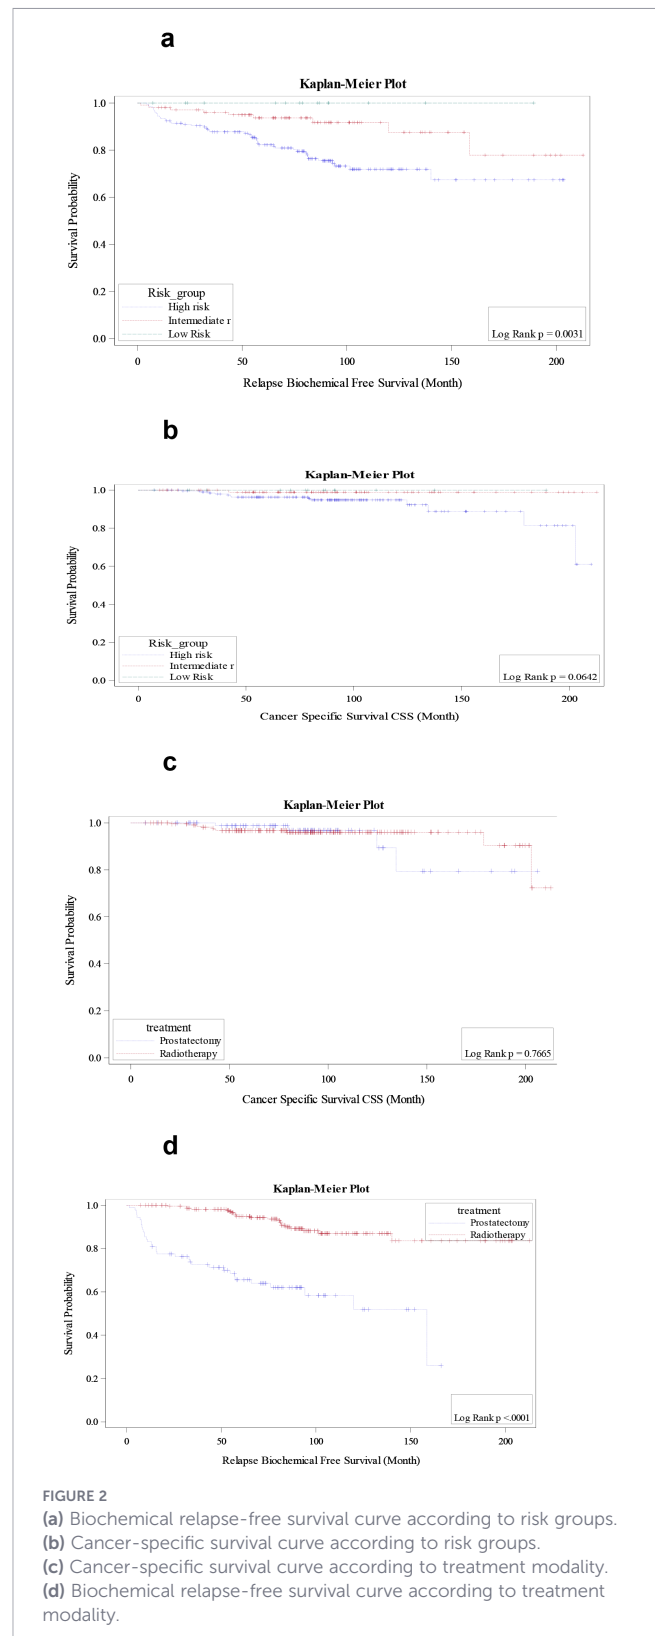 a
Kaplan-Meier Plot
1.0
0.8
0.6
0.4
0.2
0.0
Survival Probability
Risk_group
High risk
Intermediate r
Low Risk
Log Rank p = 0.0031
0 50 100 150 200
Relapse Biochemical Free Survival (Month)
b
Kaplan-Meier Plot
1.0
0.8
0.6
0.4
0.2
0.0
Survival Probability
Risk_group
High risk
Intermediate r
Low Risk
Log Rank p = 0.0642
0 50 100 150 200
Cancer Specific Survival CSS (Month)
c
Kaplan-Meier Plot
1.0
0.8
0.6
0.4
0.2
0.0
Survival Probability
treatment
Prostatectomy
Radiotherapy
Log Rank p = 0.7665
0 50 100 150 200
Cancer Specific Survival CSS (Month)
d
Kaplan-Meier Plot
1.0
0.8
0.6
0.4
0.2
0.0
Survival Probability
treatment
Prostatectomy
Radiotherapy
Log Rank p <.0001
0 50 100 150 200
Relapse Biochemical Free Survival (Month)
FIGURE 2
(a) Biochemical relapse-free survival curve according to risk groups.
(b) Cancer-specific survival curve according to risk groups.
(c) Cancer-specific survival curve according to treatment modality.
(d) Biochemical relapse-free survival curve according to treatment
modality.